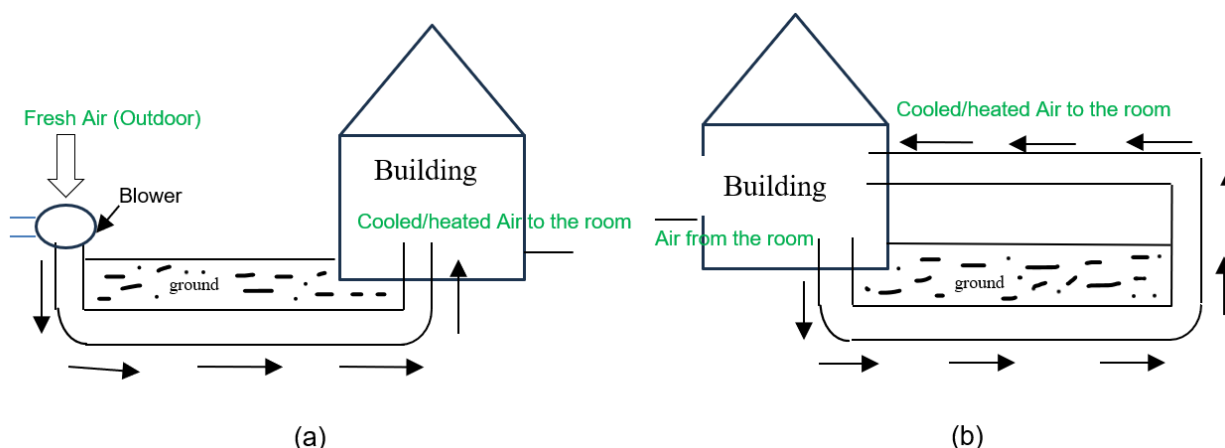 Fresh Air (Outdoor)
Blower
Building
Cooled/heated Air to the room
ground
(a)
Cooled/heated Air to the room
Building
Air from the room
ground
(b)